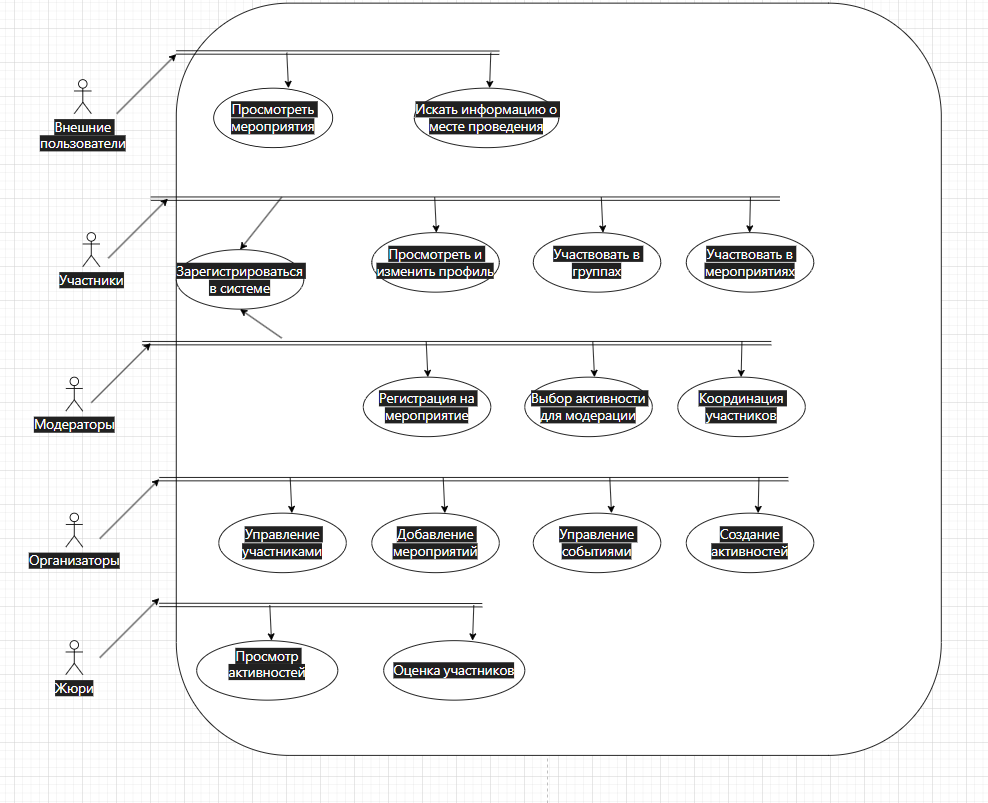 Просмотреть
мероприятия
Искать информацию о
месте проведения
Внешние
пользователи
Зарегистрироваться
в системе
Просмотреть и
изменить профиль
Участвовать в
группах
Участвовать в
мероприятиях
Участники
Регистрация на
мероприятие
Выбор активности
для модерации
Координация
участников
Модераторы
Управление
участниками
Добавление
мероприятий
Управление
событиями
Создание
активностей
Организаторы
Просмотр
активностей
Оценка участников
Жюри